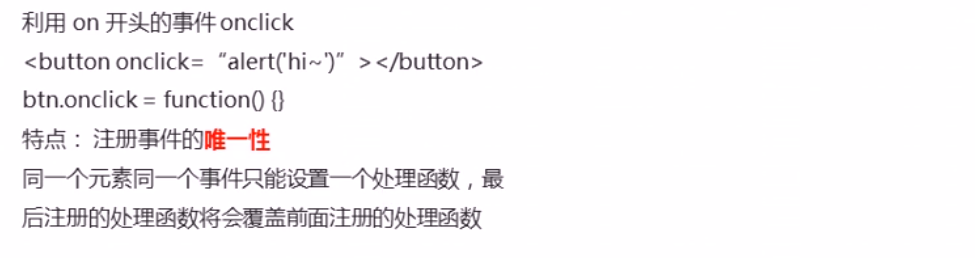 利用 on 开头的事件 onclick
<button onclick= “alert('hi~')” ></button>
btn.onclick = function() {}
特点： 注册事件的唯一性
同一个元素同一个事件只能设置一个处理函数，最
后注册的处理函数将会覆盖前面注册的处理函数